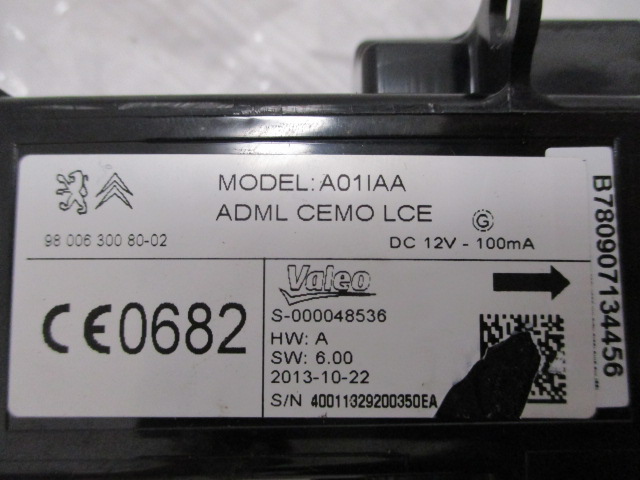 MODEL: A01IAA
ADML CEMO LCE
G
98 006 300 80-02
DC 12V - 100mA
CE0682
Valeo
S-000048536
HW: A
SW: 6.00
2013-10-22
S/N 40011329200350EA
B780907134456